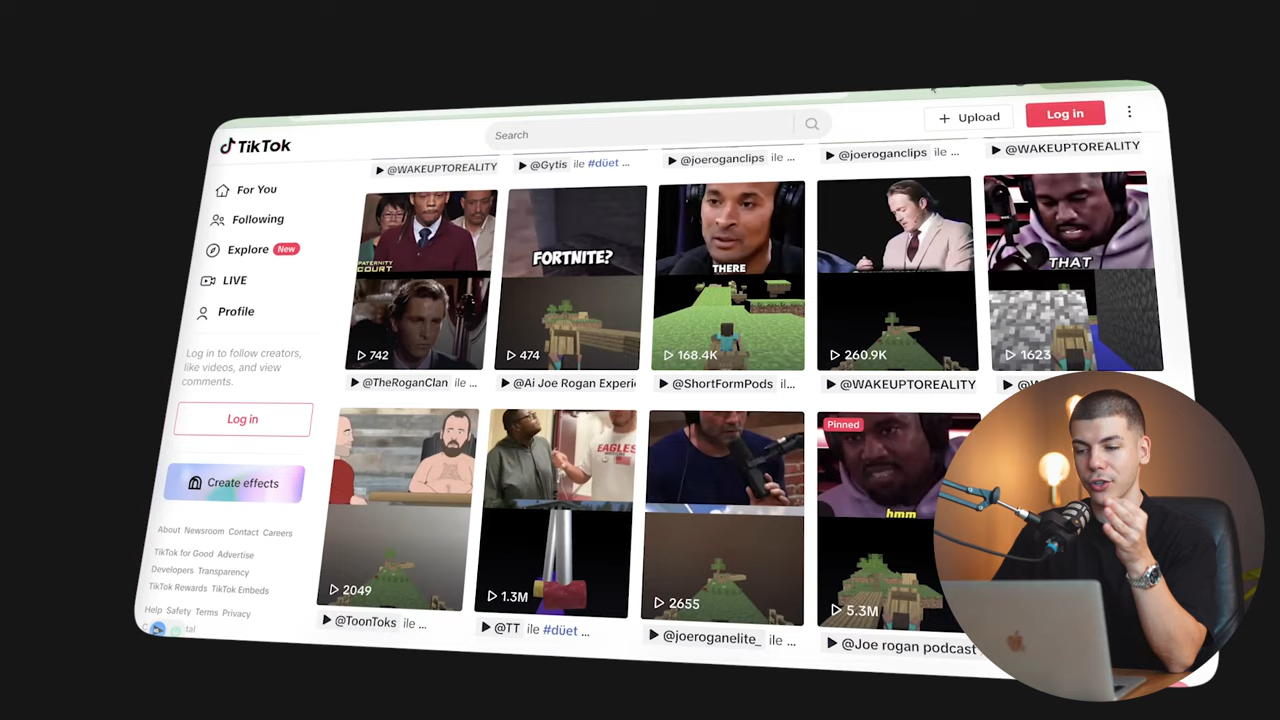 TikTok
Search
Upload
Log in
For You
Following
Explore New
LIVE
Profile
Log in to follow creators,
like videos, and view
comments.
Log in
Create effects
About Newsroom Contact Careers
TikTok for Good Advertise
Developers Transparency
TikTok Rewards TikTok Embeds
Help Safety Terms Privacy
@WAKEUPTOREALITY
@Gytis ile #düet ...
@joeroganclips ile ...
@joeroganclips ile ...
@WAKEUPTOREALITY
PATERNITY
COURT
742
FORTNITE?
474
THERE
168.4K
260.9K
THAT
1623
@TheRoganClan ile ...
@Ai Joe Rogan Experi
@ShortFormPods il...
@WAKEUPTOREALITY
2049
EAGLES
1.3M
2655
Pinned
hmm
5.3M
@ToonToks ile ...
@TT ile #düet ...
@joeroganelite_ ile ...
@Joe rogan podcast